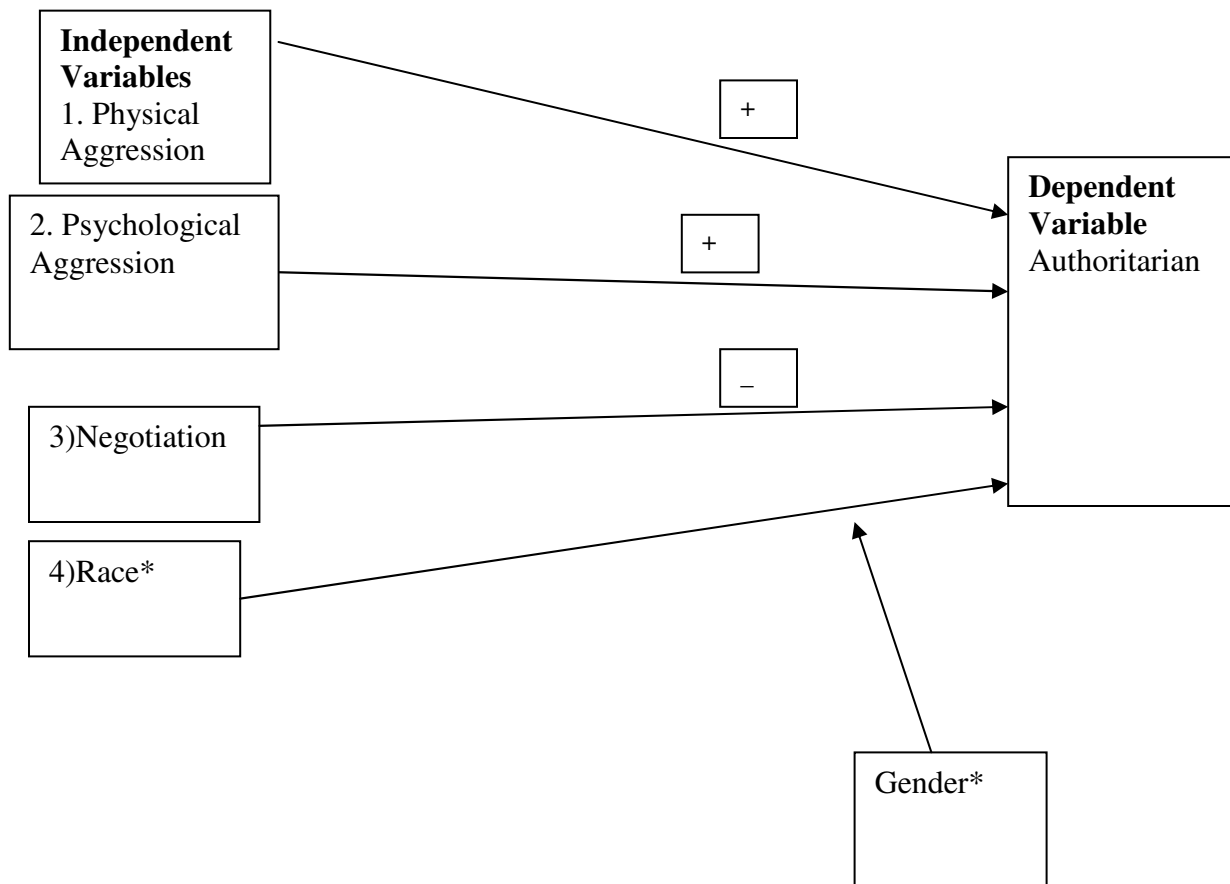 Independent
Variables
1. Physical
Aggression
+
Dependent
Variable
Authoritarian
2. Psychological
Aggression
+
–
3)Negotiation
4)Race*
Gender*